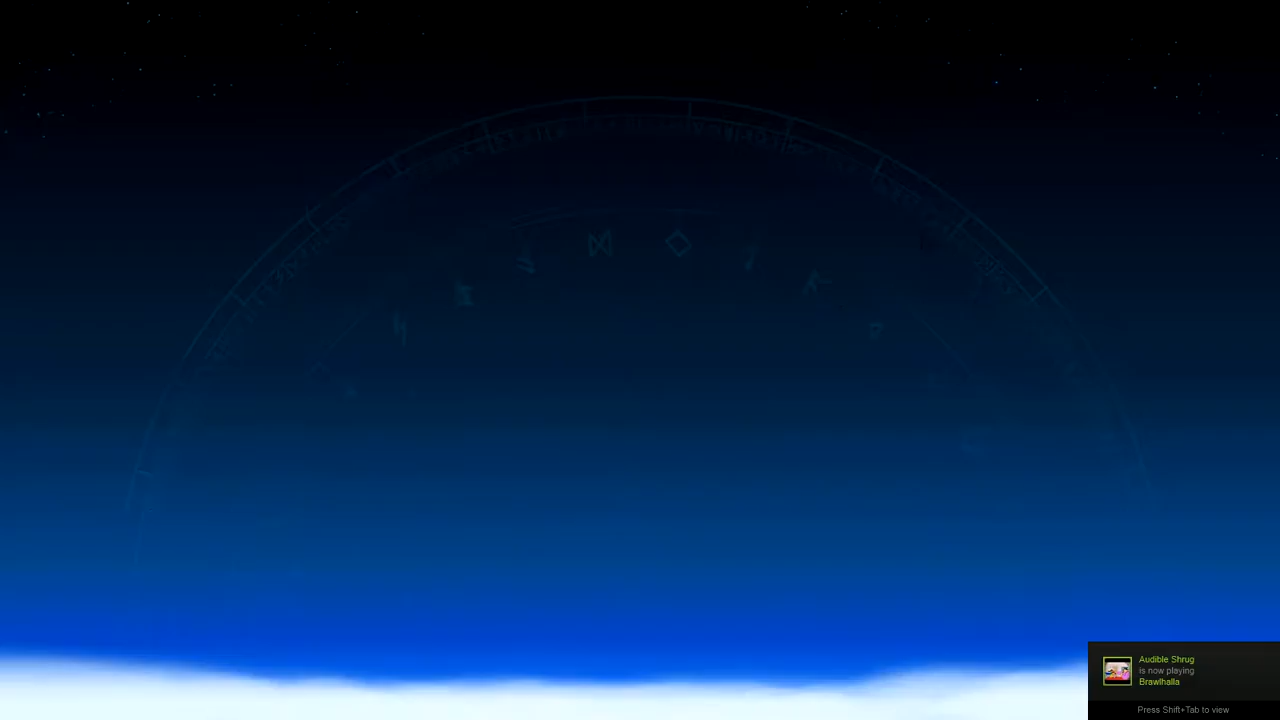 Audible Shrug
is now playing
Brawlhalla
Press Shift+Tab to view